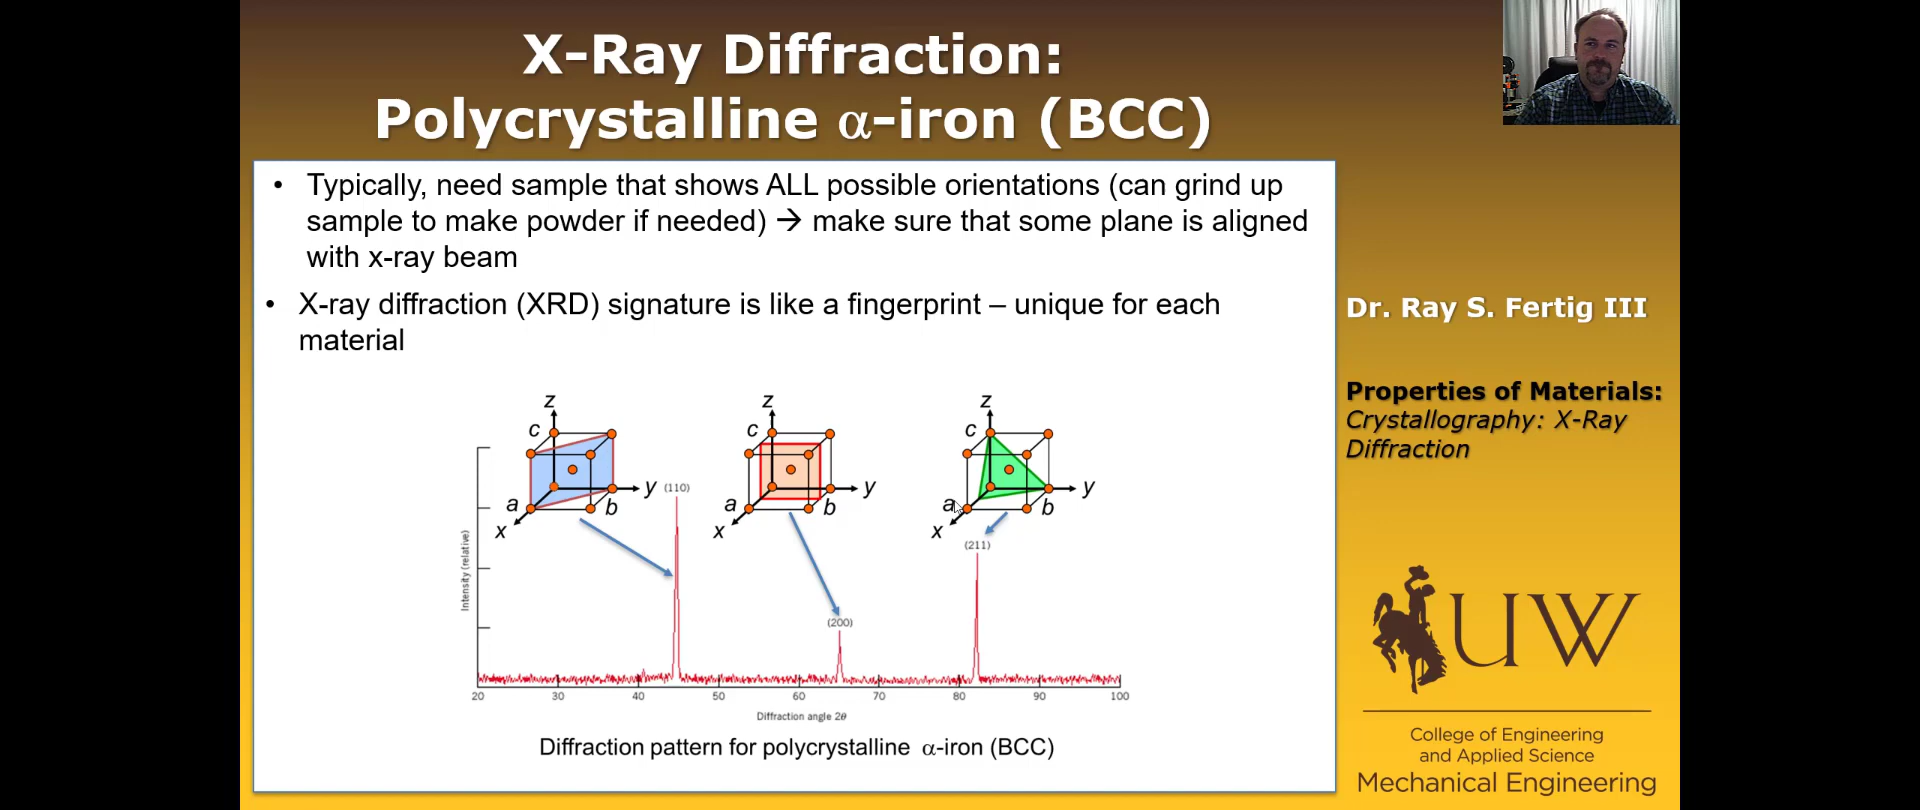 X-Ray Diffraction:
Polycrystalline α-iron (BCC)
• Typically, need sample that shows ALL possible orientations (can grind up
sample to make powder if needed) → make sure that some plane is aligned
with x-ray beam
• X-ray diffraction (XRD) signature is like a fingerprint – unique for each
material
z
c
a
x
b
y
z
c
a
x
b
y
z
c
a
x
b
y
(110)
(200)
(211)
Intensity (relative)
20 30 40 50 60 70 80 90 100
Diffraction angle 2θ
Diffraction pattern for polycrystalline α-iron (BCC)
Dr. Ray S. Fertig III
Properties of Materials:
Crystallography: X-Ray
Diffraction
UW
College of Engineering
and Applied Science
Mechanical Engineering